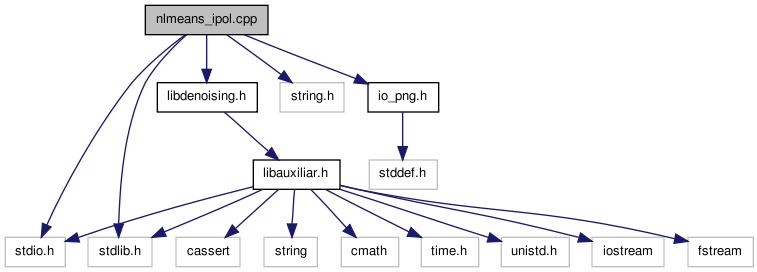 nlmeans_ipol.cpp
libdenoising.h
string.h
io_png.h
libauxiliar.h
stddef.h
stdio.h
stdlib.h
cassert
string
cmath
time.h
unistd.h
iostream
fstream